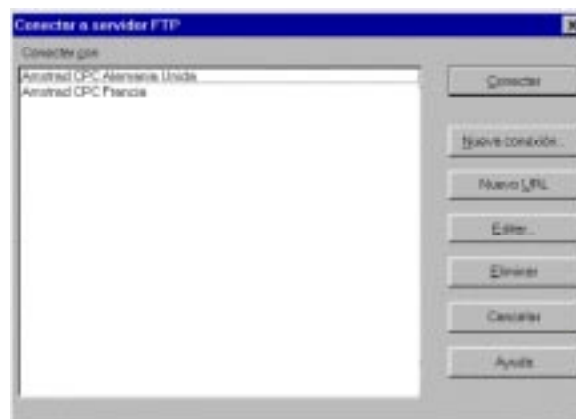 Conectar a servidor FTP
Conectar con
Amstrad CPC Alemania Unida
Amstrad CPC Francia
Conectar
Nueva conexión...
Nuevo URL
Editar...
Eliminar
Cancelar
Ayuda